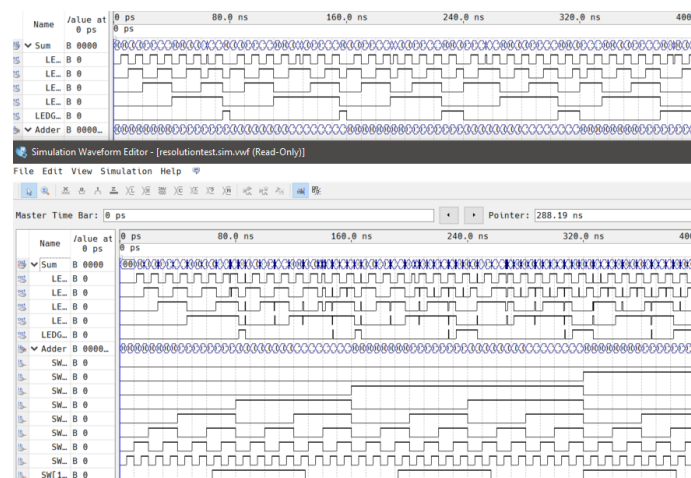 Name /alue at 0 ps
0 ps 80.0 ns 160.0 ns 240.0 ns 320.0 ns 400
0 ps
Sum B 0000
LE… B 0
LE… B 0
LE… B 0
LE… B 0
LEDG… B 0
Adder B 0000…
Simulation Waveform Editor - [resolutiontest.sim.vwf (Read-Only)]
File Edit View Simulation Help
Master Time Bar: 0 ps Pointer: 288.19 ns
Name /alue at 0 ps
0 ps 80.0 ns 160.0 ns 240.0 ns 320.0 ns 400
0 ps
Sum B 0000
LE… B 0
LE… B 0
LE… B 0
LE… B 0
LEDG… B 0
Adder B 0000…
SW… B 0
SW… B 0
SW… B 0
SW… B 0
SW… B 0
SW… B 0
SW… B 0
SW[1… B 0